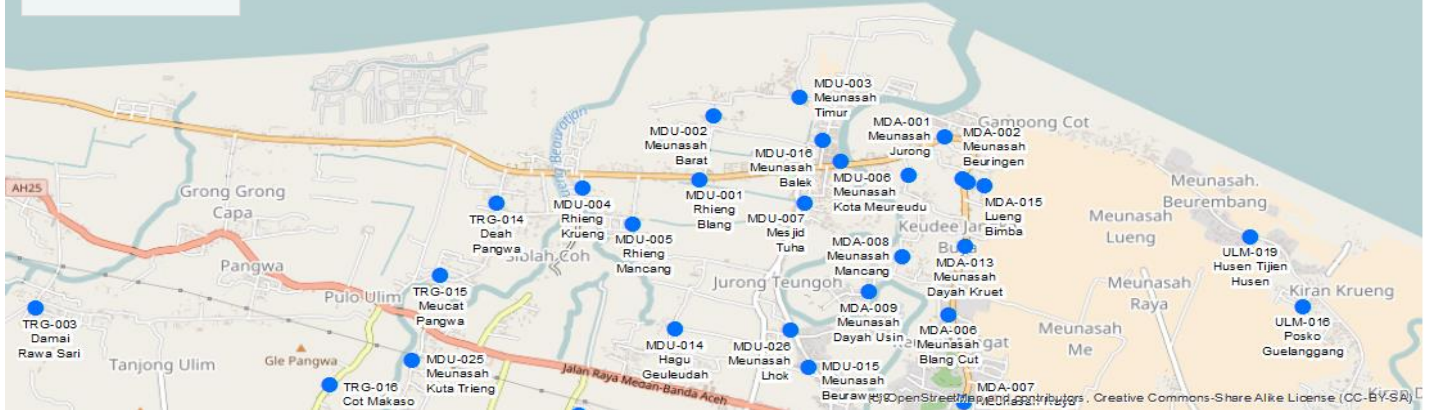 MDU-003
Meunasah
Timur
MDU-002
Meunasah
Barat
MDA-001
Meunasah
Jurong
Gampong Cot
MDA-002
Meunasah
Beuringen
MDU-016
Meunasah
Balek
MDU-006
Meunasah
Kota Meureudu
AH25
Grong Grong
Capa
TRG-014
Deah
Pangwa
MDU-004
Rhieng
Krueng
MDU-001
Rhieng
Blang
MDU-005
Rhieng
Mancang
MDU-007
Mesjid
Tuha
MDA-015
Lueng
Bimba
Meunasah.
Beurembang
Meunasah
Lueng
Keudee
MDA-008
Meunasah
Mancang
MDA-013
Meunasah
Dayah Kruet
ULM-019
Husen Tijien
Husen
Siblah Coh
Pangwa
TRG-015
Meucat
Pangwa
Pulo Ulim
Jurong Teungoh
MDA-009
Meunasah
Dayah Usin
Meunasah
Raya
Kiran Krueng
TRG-003
Damai
Rawa Sari
MDU-014
Hagu
Geuleudah
MDU-026
Meunasah
Lhok
MDA-006
Meunasah
Blang Cut
Meunasah
Me
ULM-016
Posko
Guelanggang
Tanjong Ulim
Gle Pangwa
MDU-025
Meunasah
Kuta Trieng
Jalan Raya Medan-Banda Aceh
MDU-015
Meunasah
TRG-016
Cot Makaso
MDA-007
OpenStreetMap and contributors, Creative Commons-Share Alike License (CC-BY-SA)